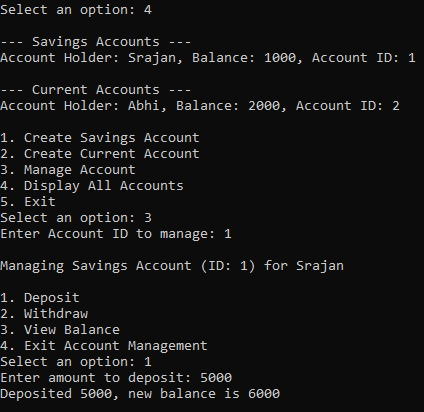 Select an option: 4
--- Savings Accounts ---
Account Holder: Srajan, Balance: 1000, Account ID: 1
--- Current Accounts ---
Account Holder: Abhi, Balance: 2000, Account ID: 2
1. Create Savings Account
2. Create Current Account
3. Manage Account
4. Display All Accounts
5. Exit
Select an option: 3
Enter Account ID to manage: 1
Managing Savings Account (ID: 1) for Srajan
1. Deposit
2. Withdraw
3. View Balance
4. Exit Account Management
Select an option: 1
Enter amount to deposit: 5000
Deposited 5000, new balance is 6000